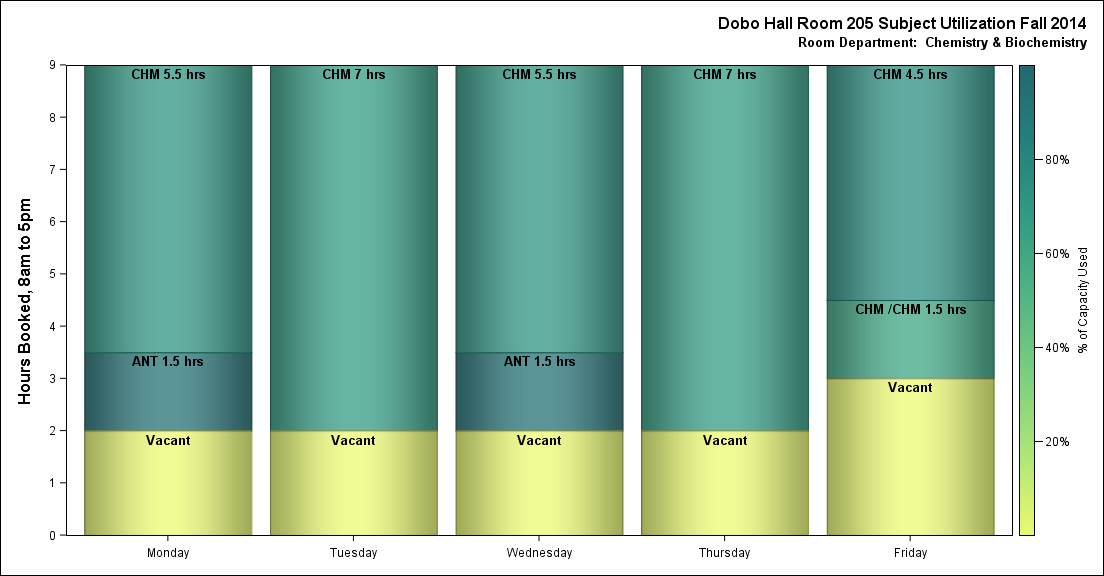 Dobo Hall Room 205 Subject Utilization Fall 2014
Room Department: Chemistry & Biochemistry
Hours Booked, 8am to 5pm
9
8
7
6
5
4
3
2
1
0
CHM 5.5 hrs
ANT 1.5 hrs
Vacant
CHM 7 hrs
Vacant
CHM 5.5 hrs
ANT 1.5 hrs
Vacant
CHM 7 hrs
Vacant
CHM 4.5 hrs
CHM /CHM 1.5 hrs
Vacant
Monday
Tuesday
Wednesday
Thursday
Friday
80%
60%
40%
20%
% of Capacity Used